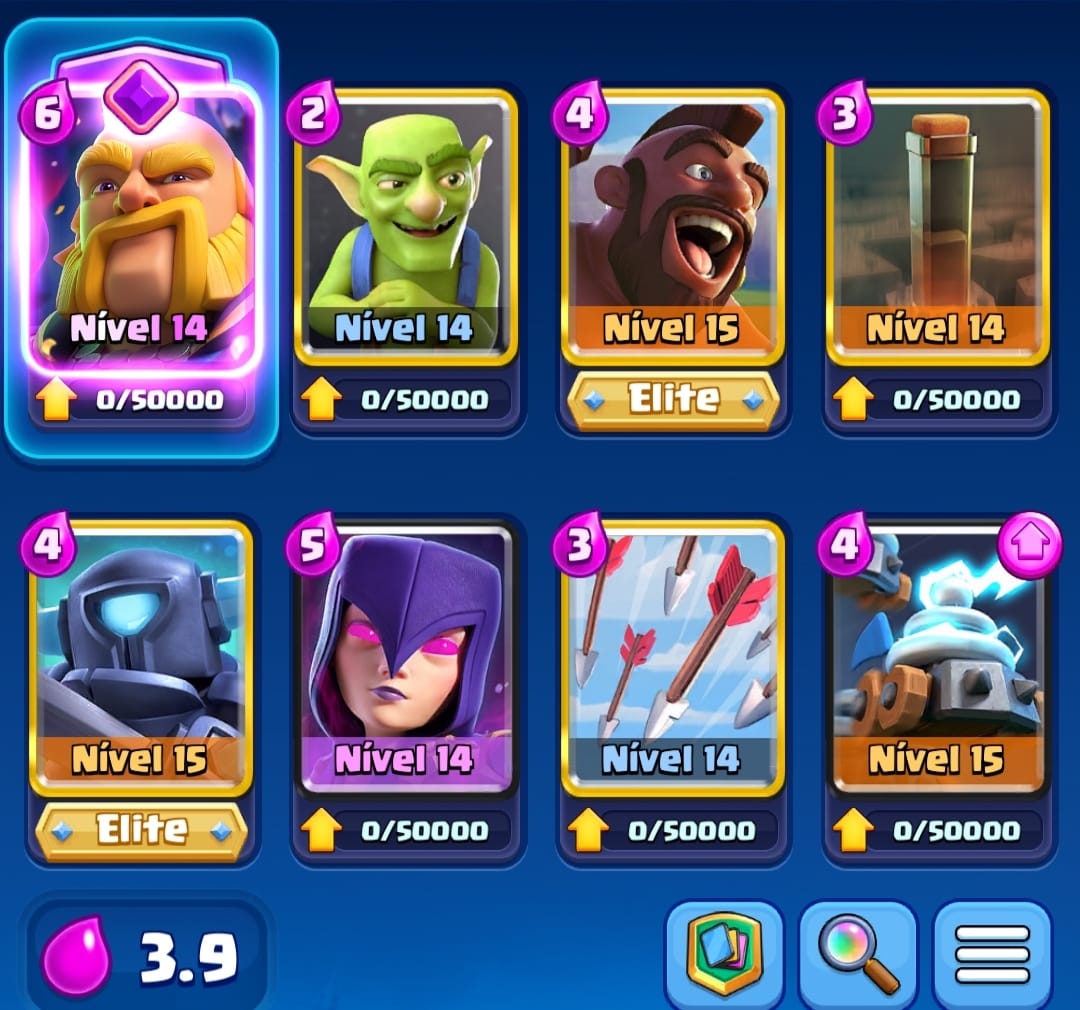 6 2 4 3
Nível 14 Nível 14 Nível 15 Nível 14
0/50000 0/50000 Elite 0/50000
4 5 3 4
Nível 15 Nível 14 Nível 14 Nível 15
Elite 0/50000 0/50000 0/50000
3.9